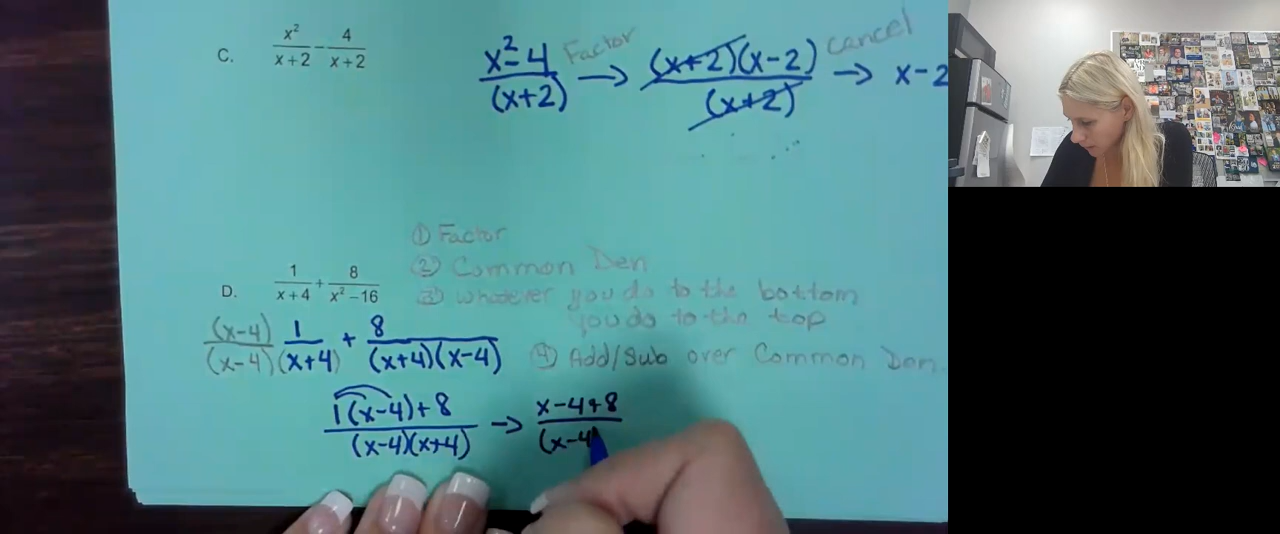 C. x²/(x+2) − 4/(x+2)
x²−4/(x+2) Factor → (x+2)(x−2)/(x+2) cancel → x−2
① Factor
② Common Den
D. 1/(x+4) + 8/(x²−16)
③ Whatever you do to the bottom
you do to the top
(x−4)/(x−4) 1/(x+4) + 8/(x+4)(x−4)
④ Add/Sub over Common Den.
1(x−4)+8/(x−4)(x+4) → x−4+8/(x−4